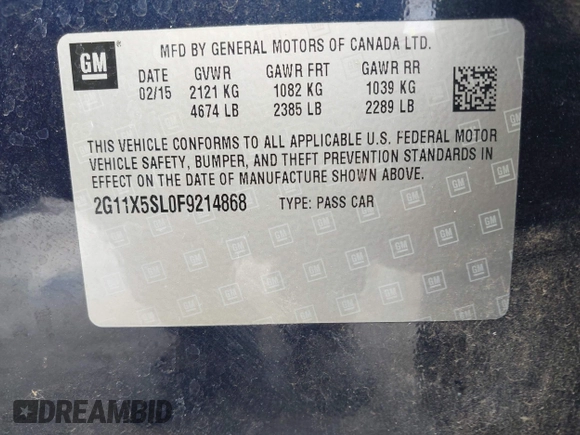 GM
MFD BY GENERAL MOTORS OF CANADA LTD.
DATE GVWR GAWR FRT GAWR RR
02/15 2121 KG 1082 KG 1039 KG
4674 LB 2385 LB 2289 LB
THIS VEHICLE CONFORMS TO ALL APPLICABLE U.S. FEDERAL MOTOR
VEHICLE SAFETY, BUMPER, AND THEFT PREVENTION STANDARDS IN
EFFECT ON THE DATE OF MANUFACTURE SHOWN ABOVE.
2G11X5SL0F9214868 TYPE: PASS CAR
DREAMBID